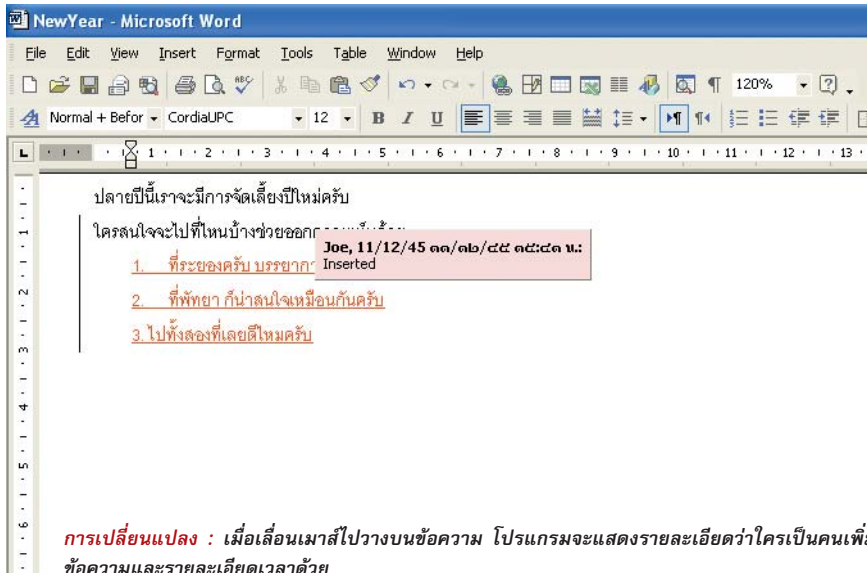 NewYear - Microsoft Word
File Edit View Insert Format Tools Table Window Help
120%
Normal + Befor CordiaUPC 12 B I U
1 2 3 4 5 6 7 8 9 10 11 12 13
ปลายปีนี้เราจะมีการจัดเลี้ยงปีใหม่ครับ
ใครสนใจจะไปที่ไหนบ้างช่วยออก
Joe, 11/12/45 ๑๑/๑๒/๔๕ ๑๕:๔๑ น.:
Inserted
1. ที่ระยองครับ
2. ที่พัทยา ก็น่าสนใจเหมือนกันครับ
3. ไปทั้งสองที่เลยดีไหมครับ
การเปลี่ยนแปลง : เมื่อเลื่อนเมาส์ไปวางบนข้อความ โปรแกรมจะแสดงรายละเอียดว่าใครเป็นคน
ข้อความและรายละเอียดเวลาด้วย